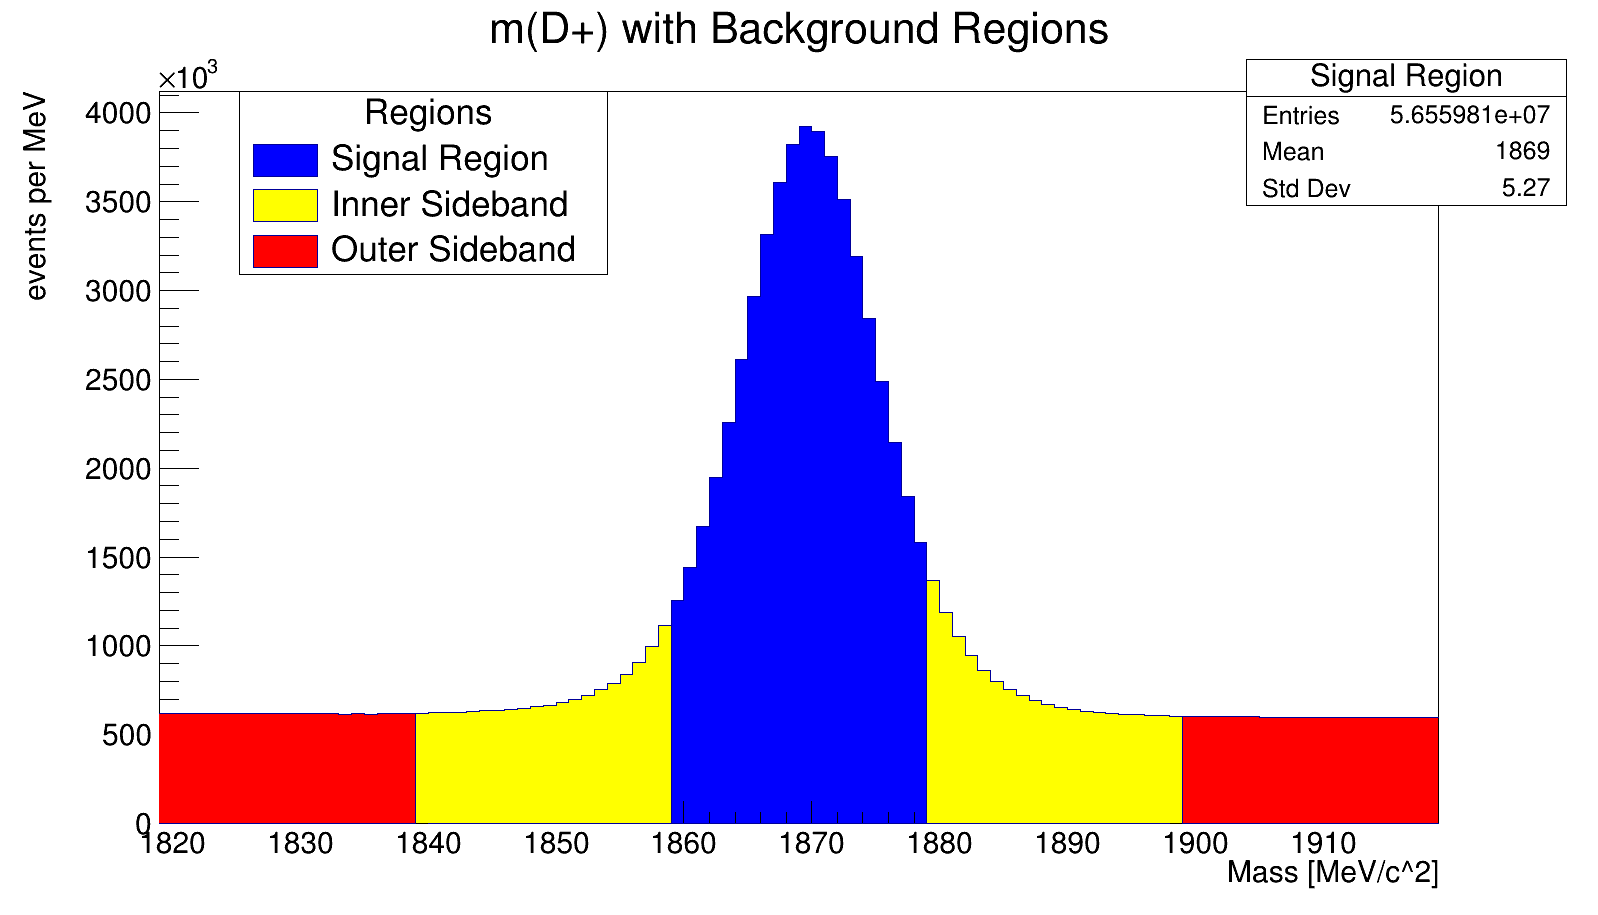 m(D+) with Background Regions
×10³
events per MeV
Regions
Signal Region
Inner Sideband
Outer Sideband
Signal Region
Entries 5.655981e+07
Mean 1869
Std Dev 5.27
4000
3500
3000
2500
2000
1500
1000
500
0
1820 1830 1840 1850 1860 1870 1880 1890 1900 1910
Mass [MeV/c^2]